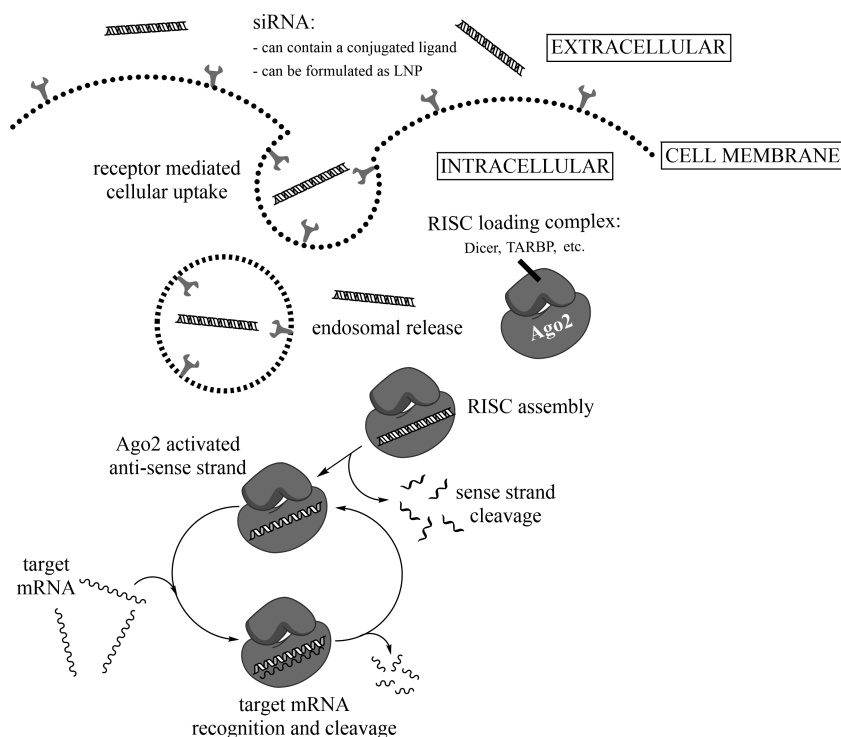 siRNA:
- can contain a conjugated ligand
- can be formulated as LNP
EXTRACELLULAR
receptor mediated
cellular uptake
INTRACELLULAR
CELL MEMBRANE
RISC loading complex:
Dicer, TARBP, etc.
Ago2
endosomal release
RISC assembly
Ago2 activated
anti-sense strand
sense strand
cleavage
target
mRNA
target mRNA
recognition and cleavage